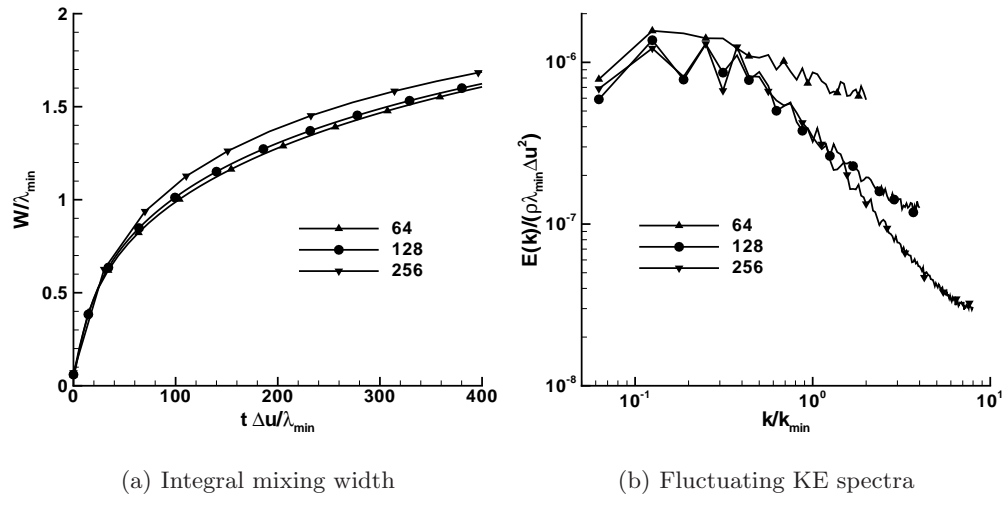 W/λmin
2
1.5
1
0.5
0
0 100 200 300 400
t Δu/λmin
64
128
256
(a) Integral mixing width
E(k)/(ρλminΔu²)
10⁻⁶
10⁻⁷
10⁻⁸
10⁻¹ 10⁰ 10¹
k/kmin
64
128
256
(b) Fluctuating KE spectra